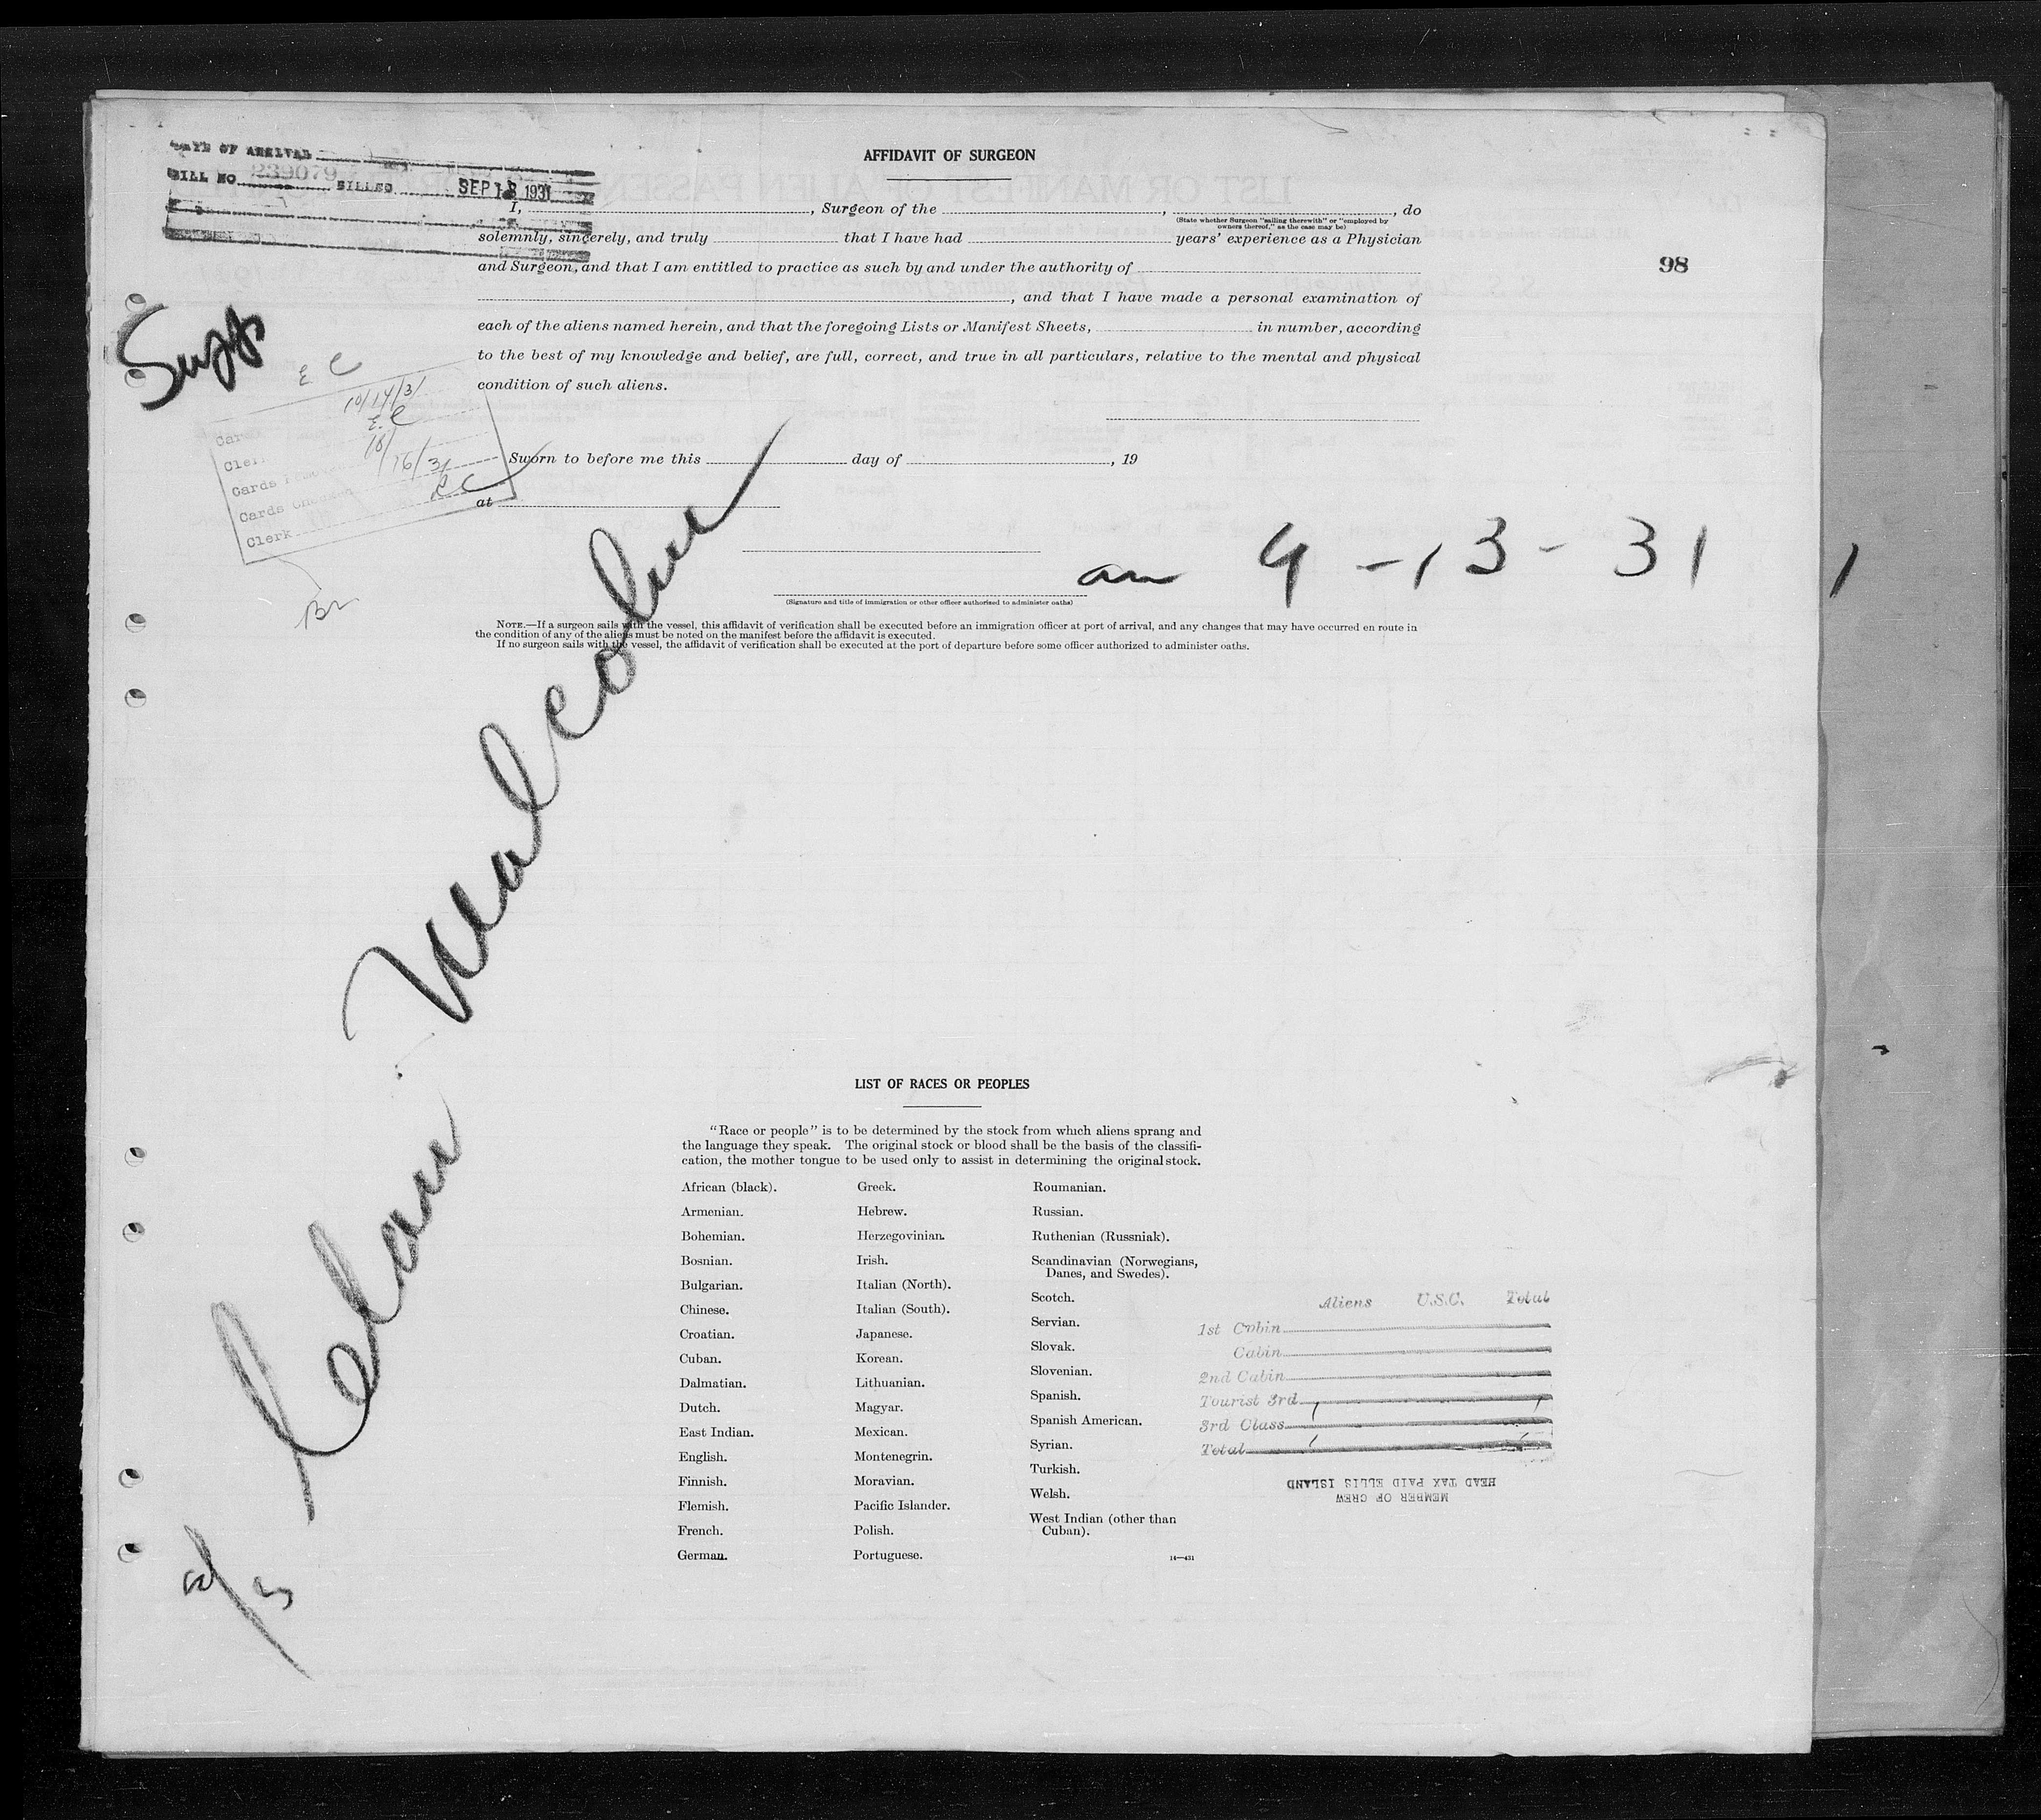 DATE OF ARRIVAL
BILL NO. 239079 BILLED SEP 18 1931
AFFIDAVIT OF SURGEON
I, , Surgeon of the , , do
(State whether Surgeon "sailing therewith" or "employed by
owners thereof," as the case may be)
solemnly, sincerely, and truly that I have had years' experience as a Physician
and Surgeon, and that I am entitled to practice as such by and under the authority of
, and that I have made a personal examination of
each of the aliens named herein, and that the foregoing Lists or Manifest Sheets, in number, according
to the best of my knowledge and belief, are full, correct, and true in all particulars, relative to the mental and physical
condition of such aliens.
98
Supp
E C
10/14/31
E.C
10/16/31
E C
Cards
Cards Checked
Clerk
Sworn to before me this day of , 19
at
arr 9-13-31 1
(Signature and title of immigration or other officer authorized to administer oaths)
NOTE.—If a surgeon sails with the vessel, this affidavit of verification shall be executed before an immigration officer at port of arrival, and any changes that may have occurred en route in
the condition of any of the aliens must be noted on the manifest before the affidavit is executed.
If no surgeon sails with the vessel, the affidavit of verification shall be executed at the port of departure before some officer authorized to administer oaths.
s/s Clan Malcolm
LIST OF RACES OR PEOPLES
"Race or people" is to be determined by the stock from which aliens sprang and
the language they speak. The original stock or blood shall be the basis of the classifi-
cation, the mother tongue to be used only to assist in determining the original stock.
African (black).
Armenian.
Bohemian.
Bosnian.
Bulgarian.
Chinese.
Croatian.
Cuban.
Dalmatian.
Dutch.
East Indian.
English.
Finnish.
Flemish.
French.
German.
Greek.
Hebrew.
Herzegovinian.
Irish.
Italian (North).
Italian (South).
Japanese.
Korean.
Lithuanian.
Magyar.
Mexican.
Montenegrin.
Moravian.
Pacific Islander.
Polish.
Portuguese.
Roumanian.
Russian.
Ruthenian (Russniak).
Scandinavian (Norwegians,
Danes, and Swedes).
Scotch.
Servian.
Slovak.
Slovenian.
Spanish.
Spanish American.
Syrian.
Turkish.
Welsh.
West Indian (other than
Cuban).
14—431
Aliens U.S.C. Total
1st Cabin
Cabin
2nd Cabin
Tourist 3rd
3rd Class 1 1
Total 1 1
MEMBER OF CREW
HEAD TAX PAID ELLIS ISLAND